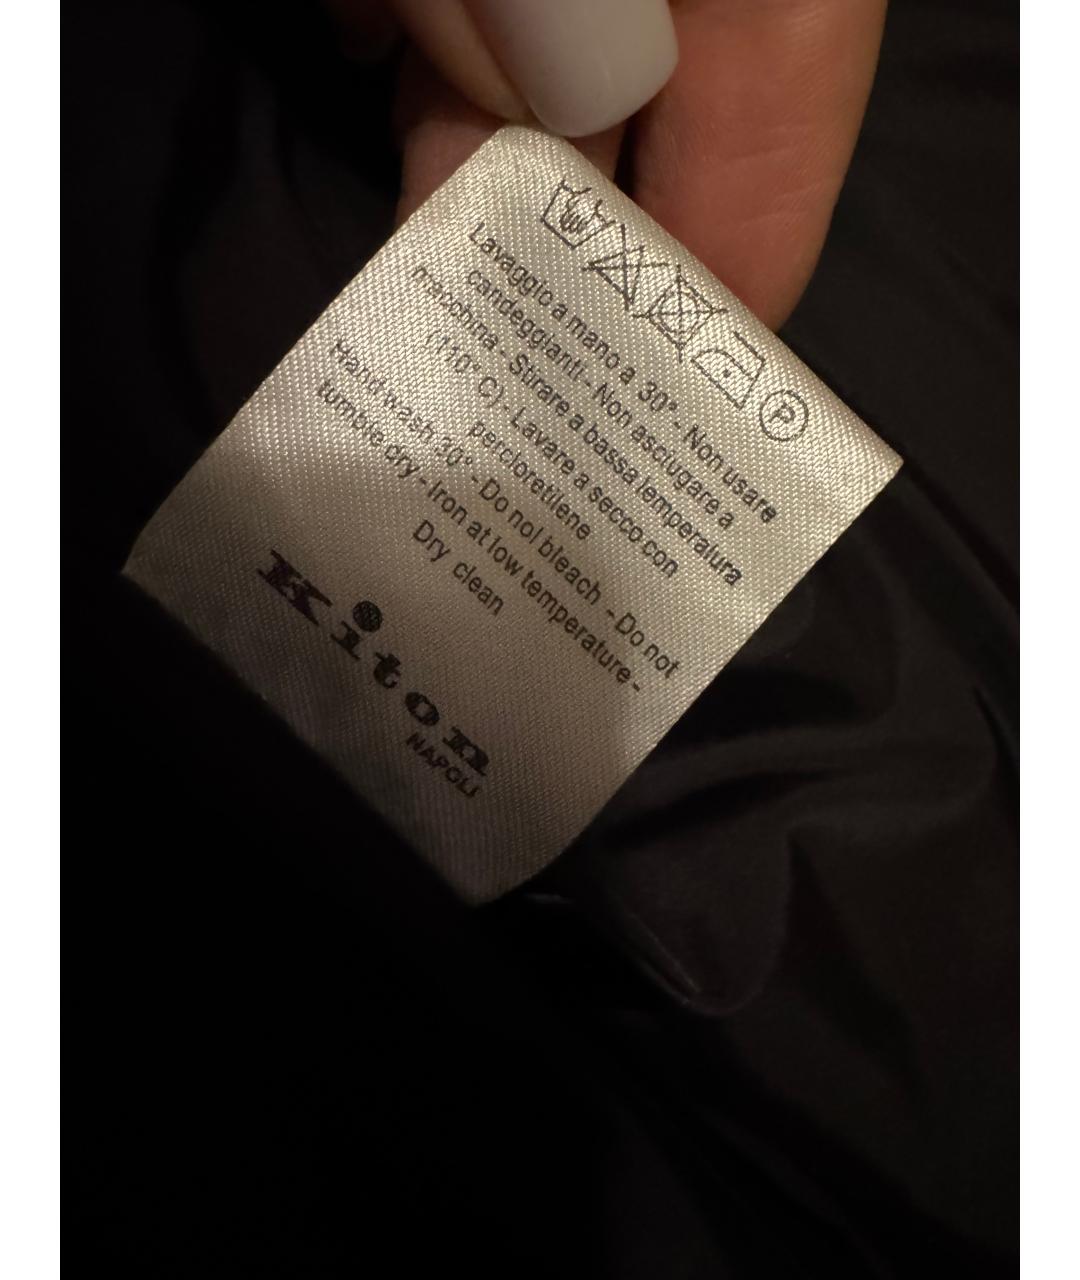 P
Lavaggio a mano a 30° - Non usare
candeggianti - Non asciugare a
macchina - Stirare a bassa temperatura
(110° C) - Lavare a secco con
percloretilene
Hand wash 30° - Do not bleach - Do not
tumble dry - Iron at low temperature -
Dry clean
Kiton
NAPOLI